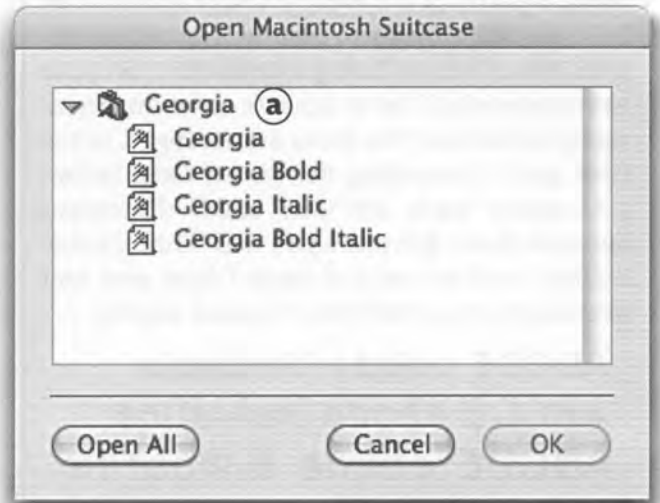 Open Macintosh Suitcase
Georgia a
Georgia
Georgia Bold
Georgia Italic
Georgia Bold Italic
Open All Cancel OK